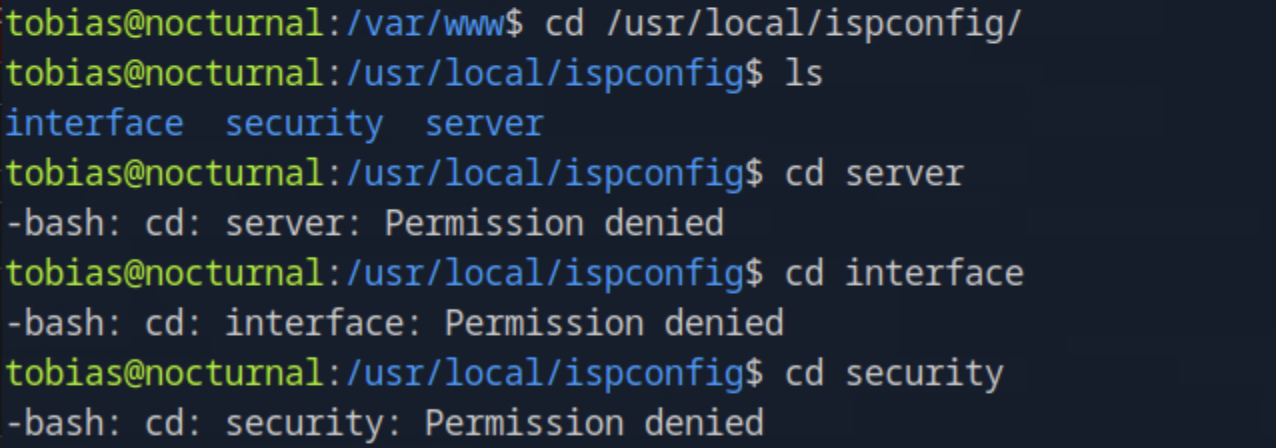 tobias@nocturnal:/var/www$ cd /usr/local/ispconfig/
tobias@nocturnal:/usr/local/ispconfig$ ls
interface  security  server
tobias@nocturnal:/usr/local/ispconfig$ cd server
-bash: cd: server: Permission denied
tobias@nocturnal:/usr/local/ispconfig$ cd interface
-bash: cd: interface: Permission denied
tobias@nocturnal:/usr/local/ispconfig$ cd security
-bash: cd: security: Permission denied